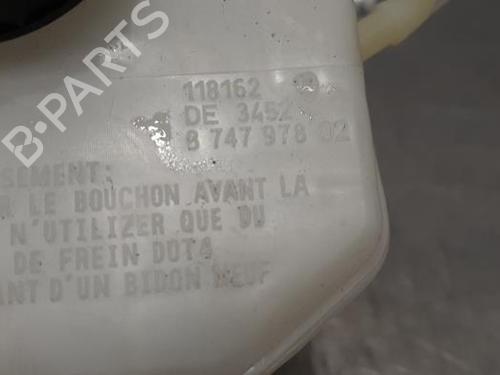 B-PARTS
118162
DE 3452
8 747 978 02
SEMENT:
R LE BOUCHON AVANT LA
N'UTILIZER QUE DU
DE FREIN DOT4
ANT D'UN BIDON NEUF